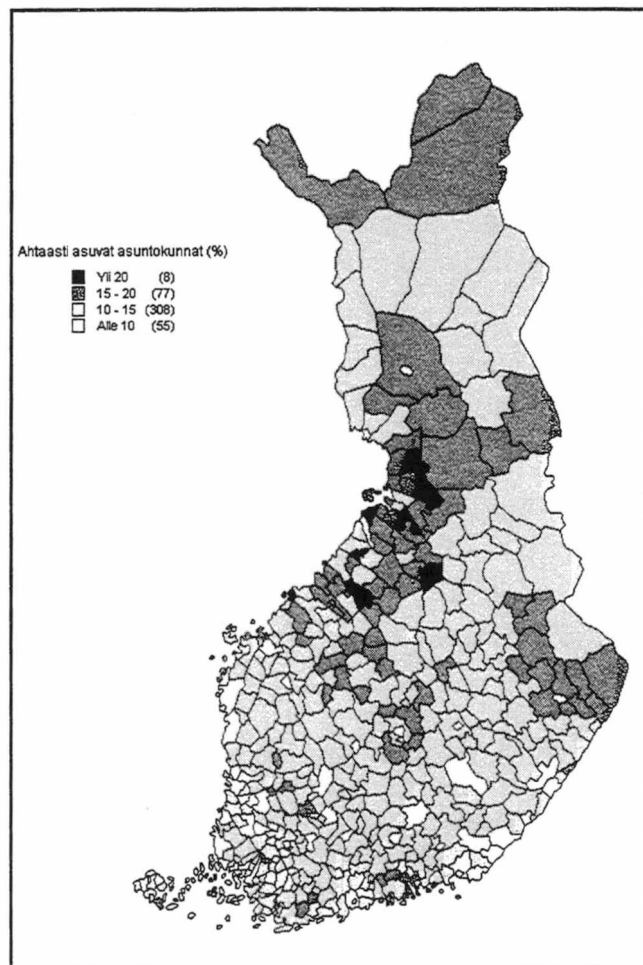 Ahtaasti asuvat asuntokunnat (%)
Yli 20 (8)
15 - 20 (77)
10 - 15 (308)
Alle 10 (55)